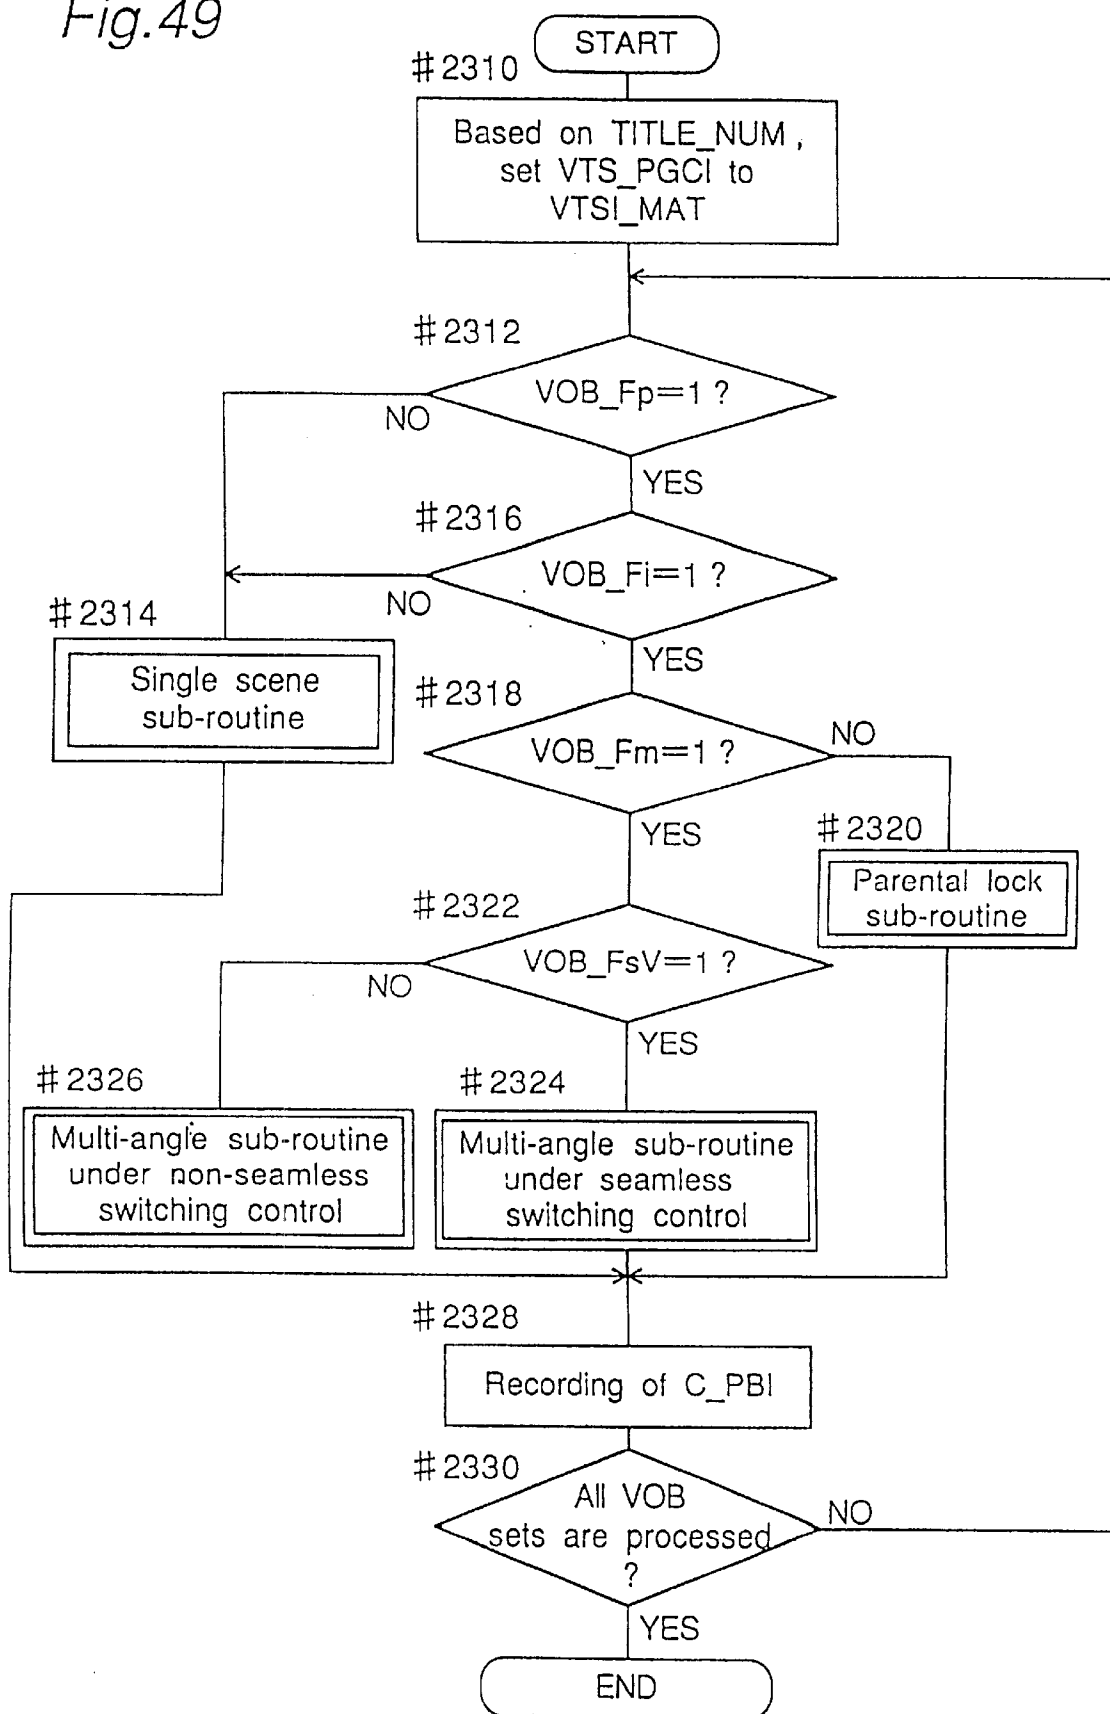 Fig.49
START
#2310
Based on TITLE_NUM,
set VTS_PGCI to
VTSI_MAT
#2312
VOB_Fp=1 ?
NO
YES
#2316
VOB_Fi=1 ?
NO
YES
#2314
Single scene
sub-routine
#2318
VOB_Fm=1 ?
NO
YES
#2320
Parental lock
sub-routine
#2322
VOB_FsV=1 ?
NO
YES
#2326
Multi-angle sub-routine
under non-seamless
switching control
#2324
Multi-angle sub-routine
under seamless
switching control
#2328
Recording of C_PBI
#2330
All VOB
sets are processed
?
NO
YES
END